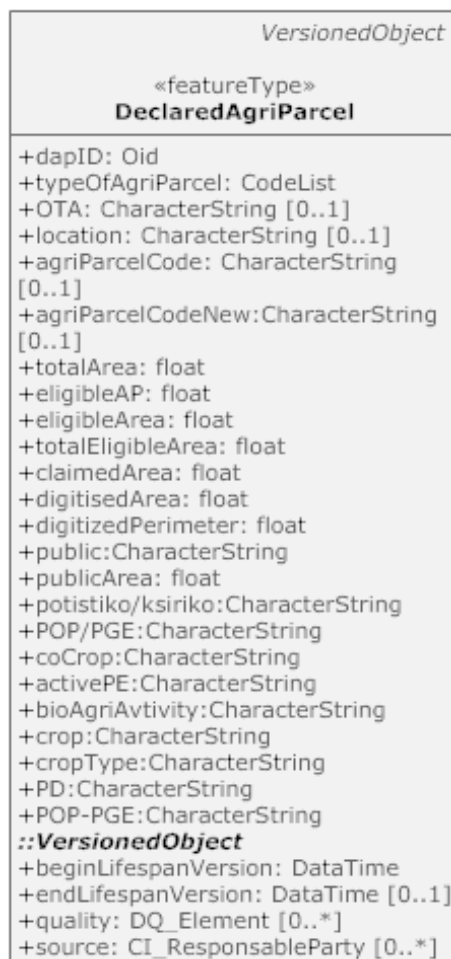 VersionedObject
«featureType»
DeclaredAgriParcel
+dapID: Oid
+typeOfAgriParcel: CodeList
+OTA: CharacterString [0..1]
+location: CharacterString [0..1]
+agriParcelCode: CharacterString
[0..1]
+agriParcelCodeNew:CharacterString
[0..1]
+totalArea: float
+eligibleAP: float
+eligibleArea: float
+totalEligibleArea: float
+claimedArea: float
+digitisedArea: float
+digitizedPerimeter: float
+public:CharacterString
+publicArea: float
+potistiko/ksiriko:CharacterString
+POP/PGE:CharacterString
+coCrop:CharacterString
+activePE:CharacterString
+bioAgriAvtivity:CharacterString
+crop:CharacterString
+cropType:CharacterString
+PD:CharacterString
+POP-PGE:CharacterString
::VersionedObject
+beginLifespanVersion: DataTime
+endLifespanVersion: DataTime [0..1]
+quality: DQ_Element [0..*]
+source: CI_ResponsableParty [0..*]